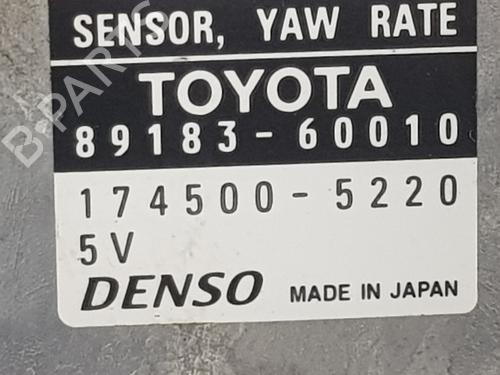 SENSOR, YAW RATE
TOYOTA
89183-60010
174500-5220
5V
DENSO MADE IN JAPAN
B-PARTS